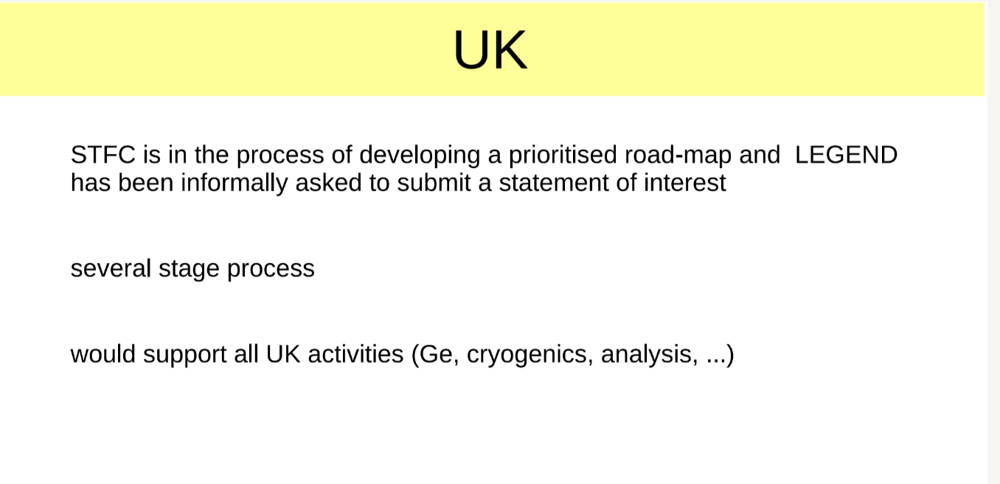 UK
STFC is in the process of developing a prioritised road-map and  LEGEND
has been informally asked to submit a statement of interest
several stage process
would support all UK activities (Ge, cryogenics, analysis, ...)